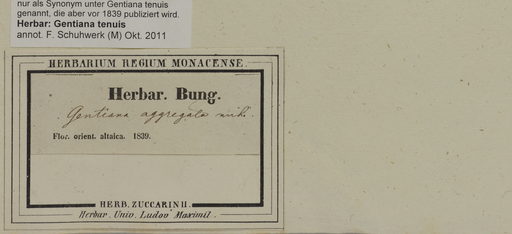 nur als Synonym unter Gentiana tenuis
genannt, die aber vor 1839 publiziert wird.
Herbar: Gentiana tenuis
annot. F. Schuhwerk (M) Okt. 2011
HERBARIUM REGIUM MONACENSE.
Herbar. Bung.
Gentiana aggregata mihi.
Flor. orient. altaica. 1839.
HERB. ZUCCARINII.
Herbar. Univ. Ludov. Maximil.